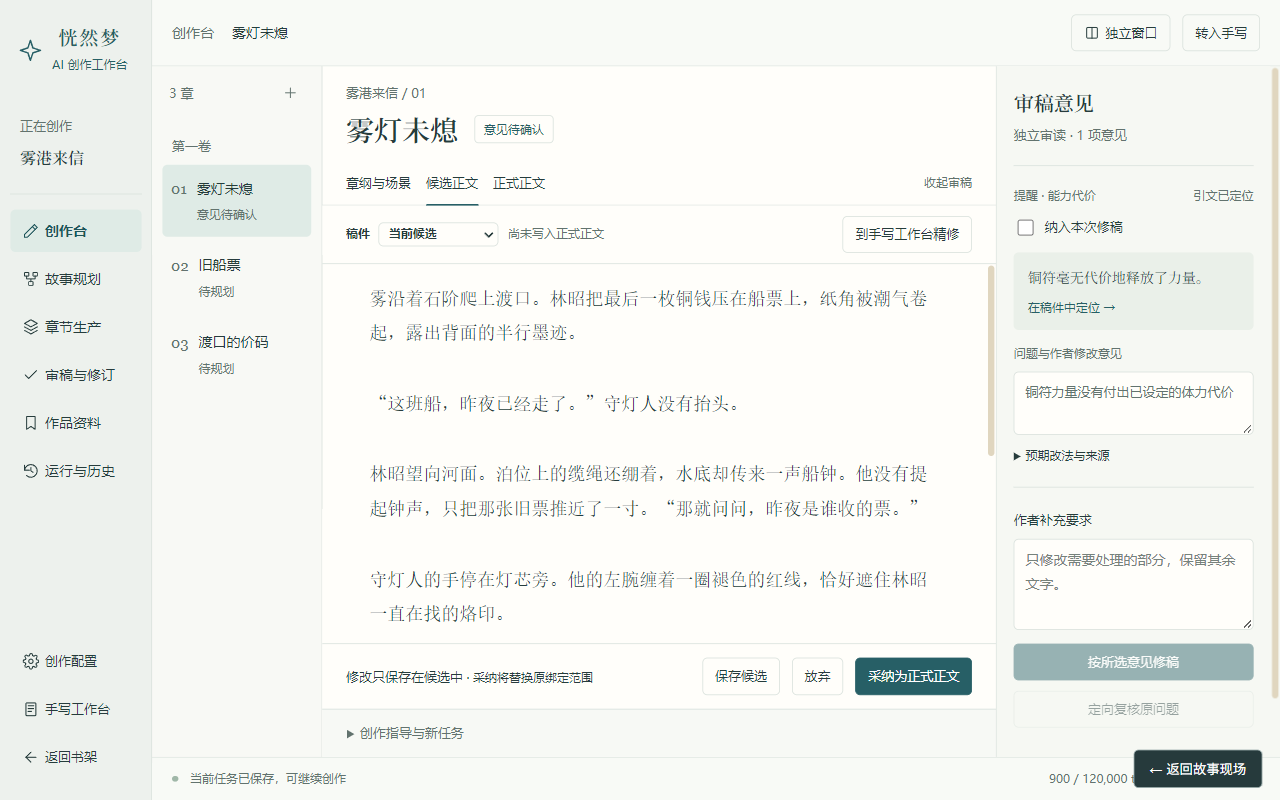 恍然梦
AI 创作工作台
正在创作
雾港来信
创作台
故事规划
章节生产
审稿与修订
作品资料
运行与历史
创作配置
手写工作台
返回书架
创作台 雾灯未熄
独立窗口
转入手写
3 章
第一卷
01 雾灯未熄
意见待确认
02 旧船票
待规划
03 渡口的价码
待规划
雾港来信 / 01
雾灯未熄 意见待确认
章纲与场景 候选正文 正式正文 收起审稿
稿件 当前候选 尚未写入正式正文 到手写工作台精修
雾沿着石阶爬上渡口。林昭把最后一枚铜钱压在船票上，纸角被潮气卷
起，露出背面的半行墨迹。
“这班船，昨夜已经走了。”守灯人没有抬头。
林昭望向河面。泊位上的缆绳还绷着，水底却传来一声船钟。他没有提
起钟声，只把那张旧票推近了一寸。“那就问问，昨夜是谁收的票。”
守灯人的手停在灯芯旁。他的左腕缠着一圈褪色的红线，恰好遮住林昭
一直在找的烙印。
修改只保存在候选中 · 采纳将替换原绑定范围 保存候选 放弃 采纳为正式正文
▶ 创作指导与新任务
审稿意见
独立审读 · 1 项意见
提醒 · 能力代价 引文已定位
纳入本次修稿
铜符毫无代价地释放了力量。
在稿件中定位 →
问题与作者修改意见
铜符力量没有付出已设定的体力代价
▶ 预期改法与来源
作者补充要求
只修改需要处理的部分，保留其余
文字。
按所选意见修稿
定向复核原问题
当前任务已保存，可继续创作
900 / 120,000
← 返回故事现场